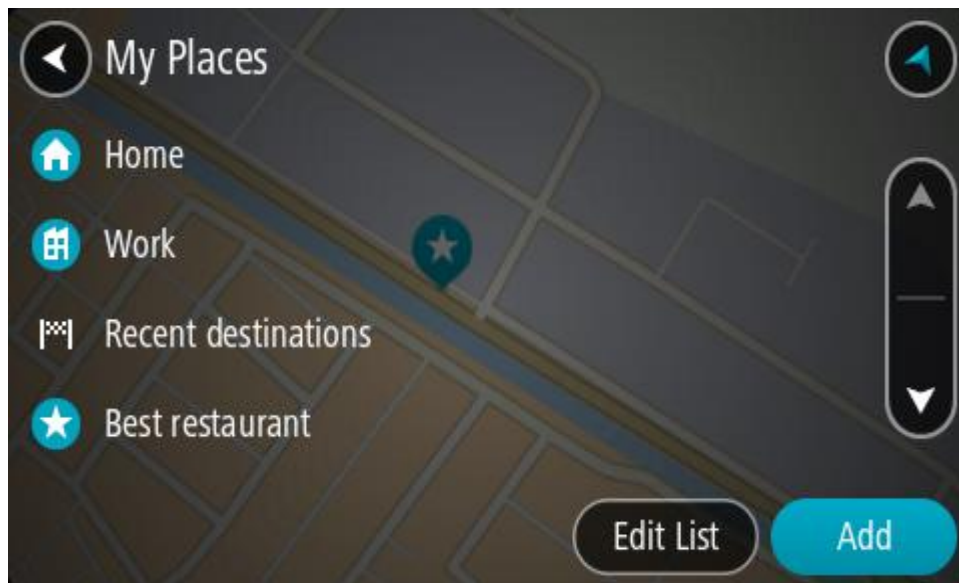 My Places
Home
Work
Recent destinations
Best restaurant
Edit List
Add